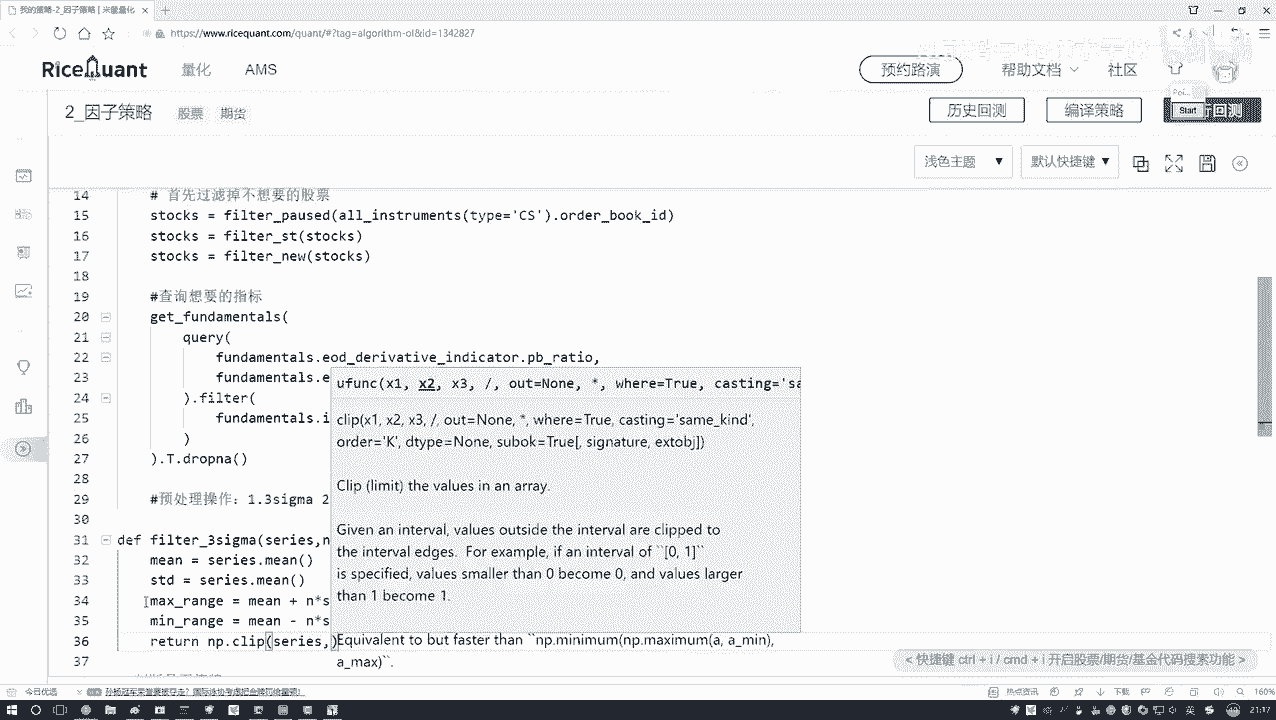 我的策略-2_因子策略 | 米筐量化
https://www.ricequant.com/quant/#?tag=algorithm-ol&id=1342827
RiceQuant
量化
AMS
预约路演
帮助文档
社区
2_因子策略
股票
期货
历史回测
编译策略
Poi...
Start
浅色主题
默认快捷键
14 # 首先过滤掉不想要的股票
15 stocks = filter_paused(all_instruments(type='CS').order_book_id)
16 stocks = filter_st(stocks)
17 stocks = filter_new(stocks)
18
19 #查询想要的指标
20 get_fundamentals(
21 query(
22 fundamentals.eod_derivative_indicator.pb_ratio,
23 fundamentals.e
24 ).filter(
25 fundamentals.i
26 )
27 ).T.dropna()
28
29 #预处理操作：1.3sigma 2
30
31 def filter_3sigma(series,n
32 mean = series.mean()
33 std = series.mean()
34 max_range = mean + n*s
35 min_range = mean - n*s
36 return np.clip(series,)
37
ufunc(x1, x2, x3, /, out=None, *, where=True, casting='sa
clip(x1, x2, x3, /, out=None, *, where=True, casting='same_kind',
order='K', dtype=None, subok=True[, signature, extobj])
Clip (limit) the values in an array.
Given an interval, values outside the interval are clipped to
the interval edges.  For example, if an interval of ``[0, 1]``
is specified, values smaller than 0 become 0, and values larger
than 1 become 1.
Equivalent to but faster than ``np.minimum(np.maximum(a, a_min),
a_max)``.
< 快捷键 ctrl + i / cmd + i 开启股票/期货/基金代码搜索功能 >
今日优选
热点资讯
下载
160%
21:17